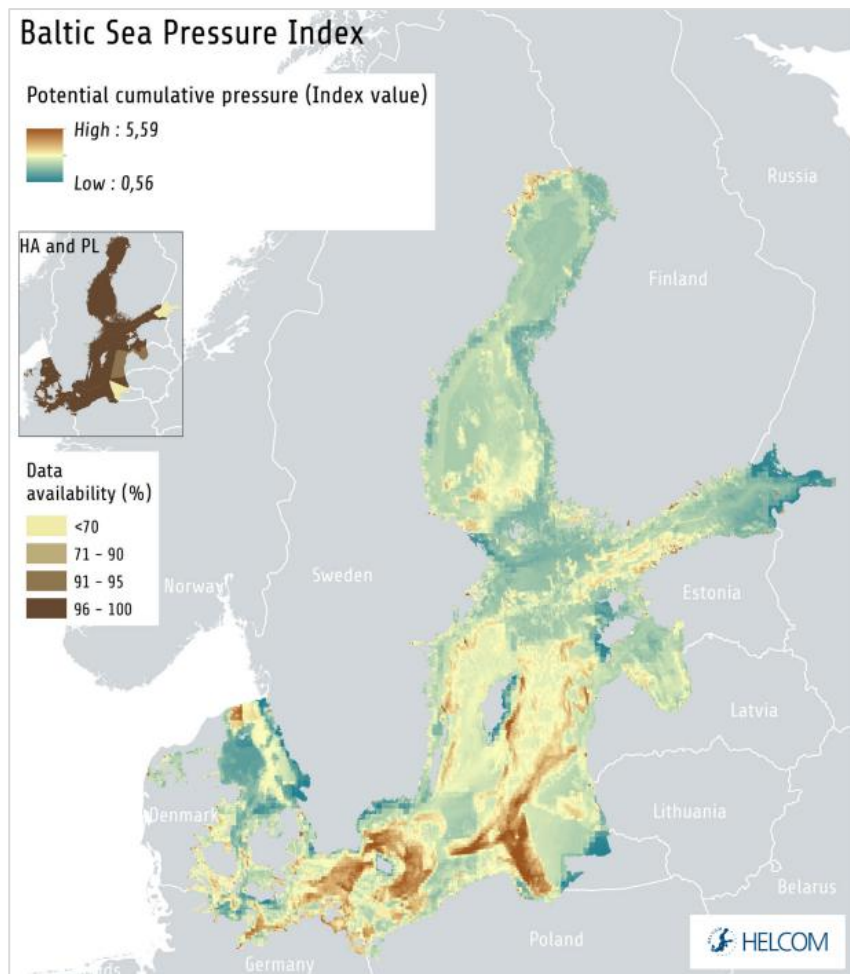 Baltic Sea Pressure Index
Potential cumulative pressure (Index value)
High : 5,59
Low : 0,56
HA and PL
Data
availability (%)
<70
71 - 90
91 - 95
96 - 100
Russia
Finland
Norway
Sweden
Estonia
Latvia
Denmark
Lithuania
Belarus
Poland
Germany
HELCOM